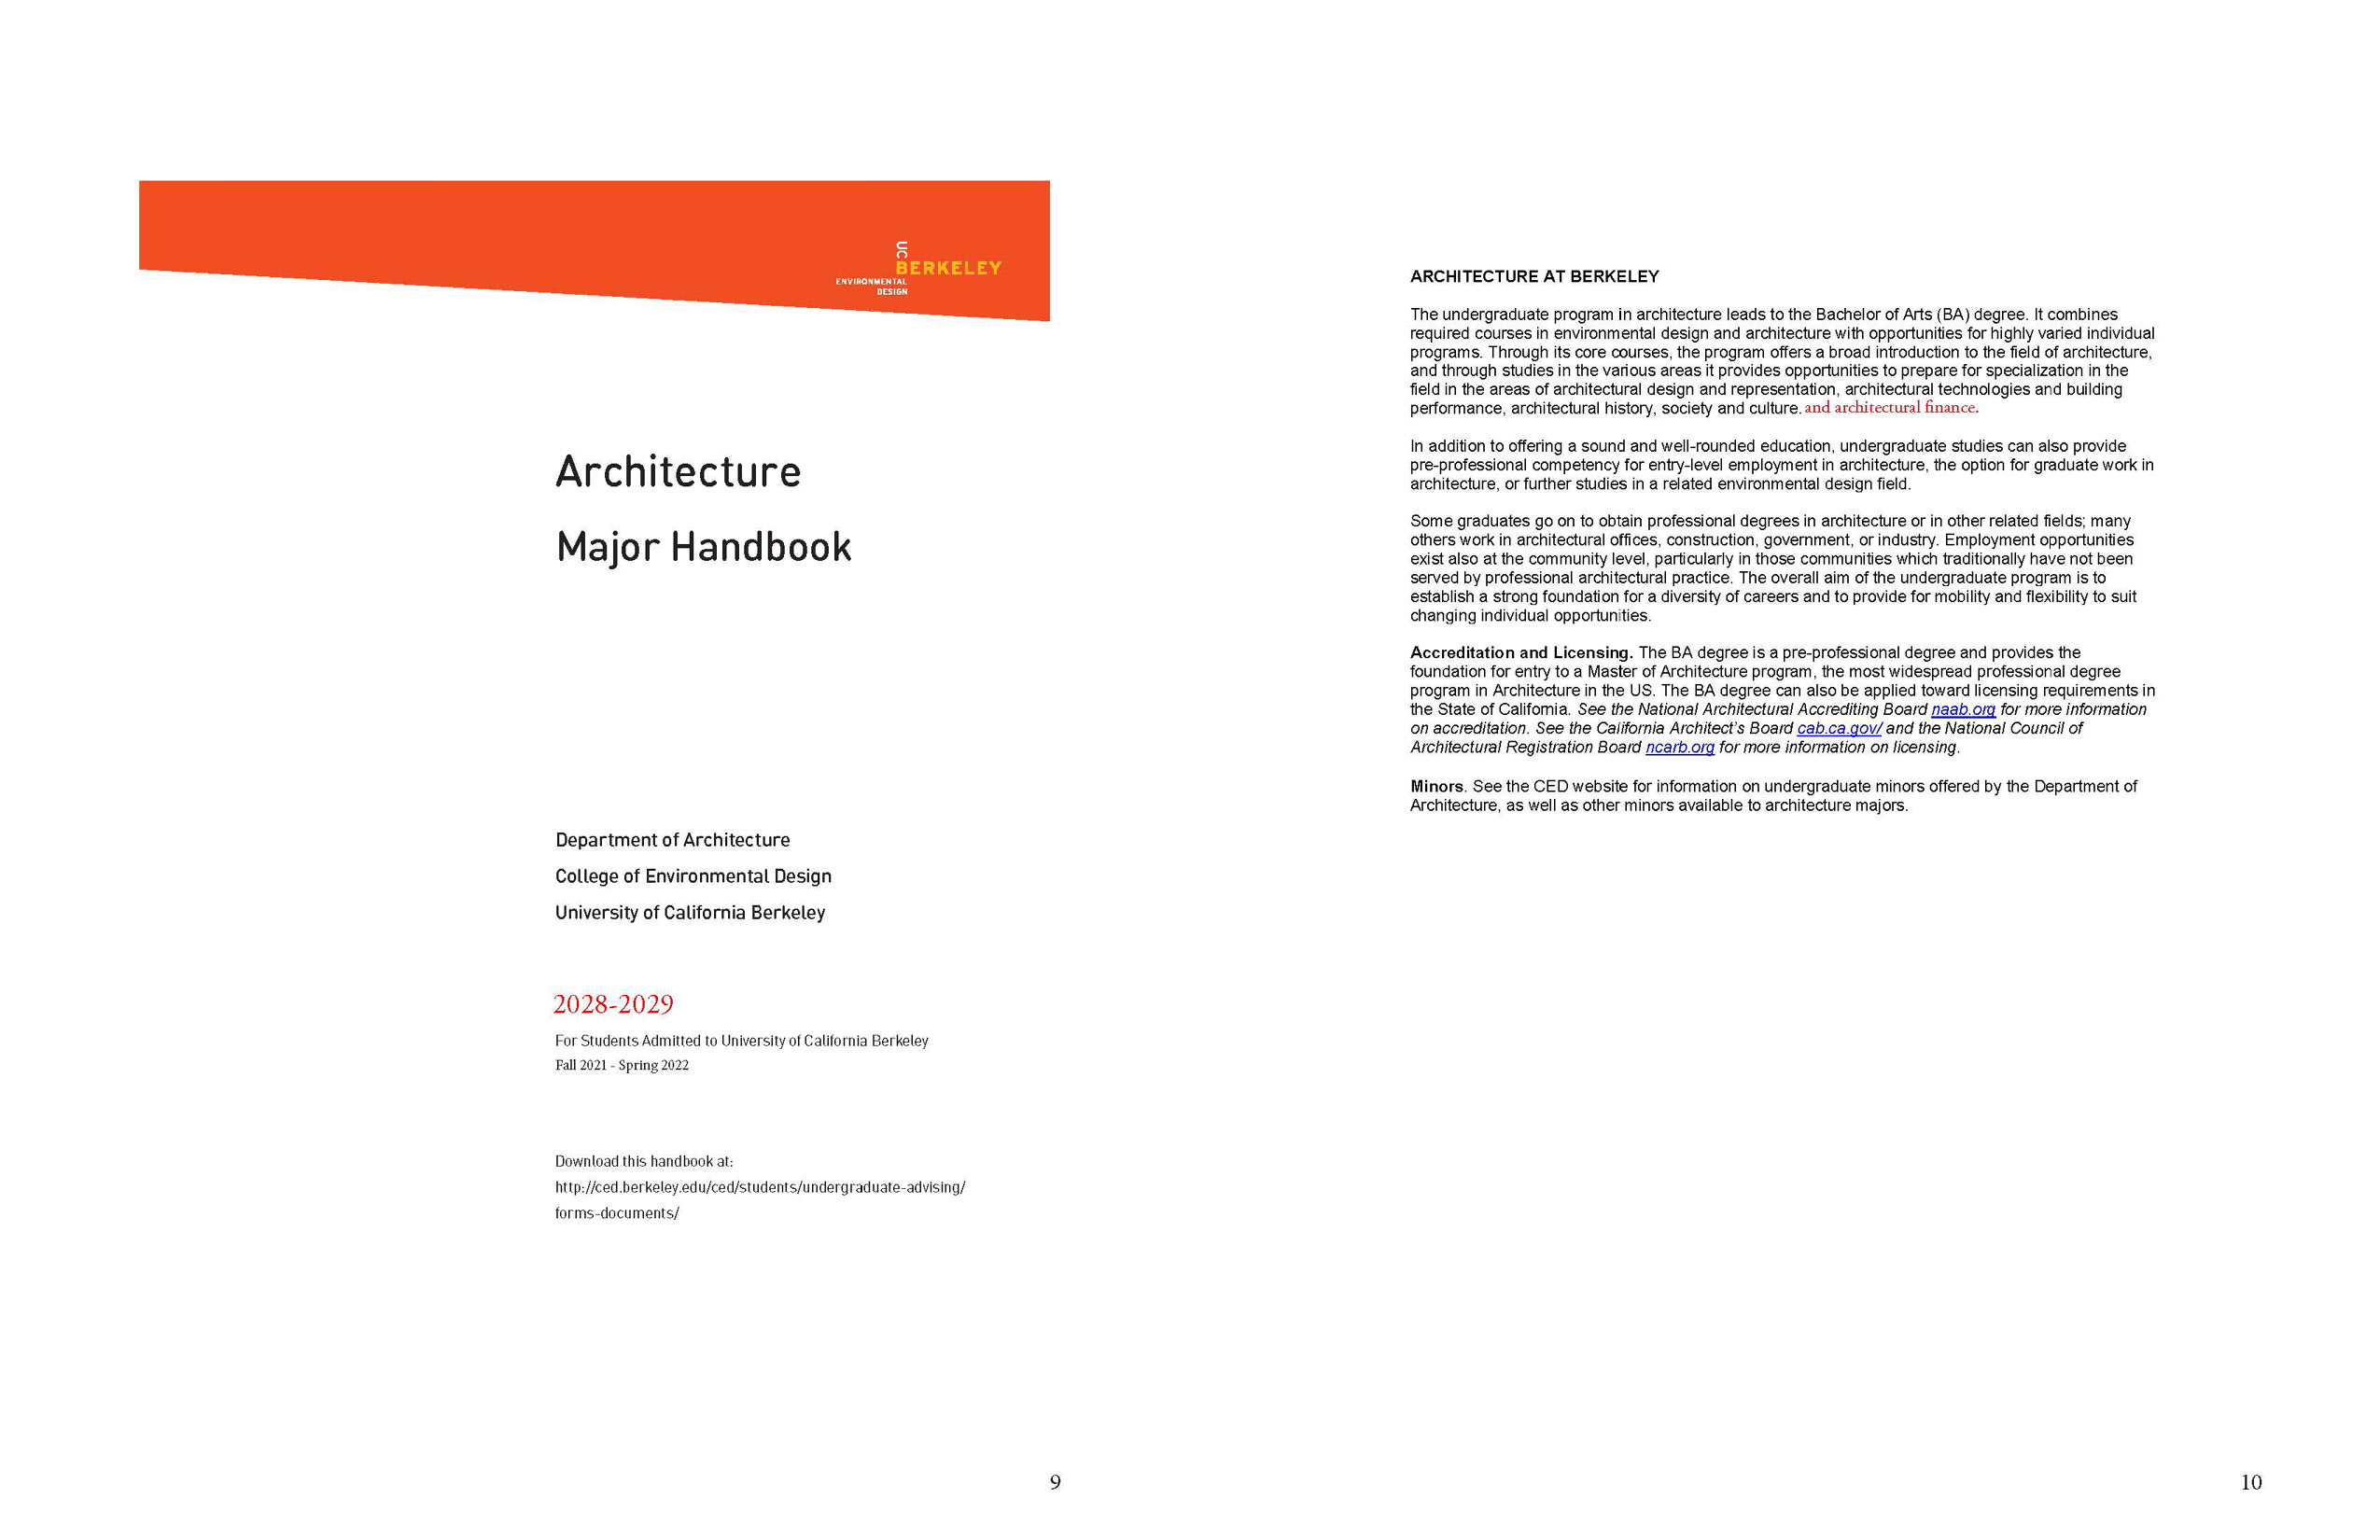 UC
BERKELEY
ENVIRONMENTAL
DESIGN
Architecture
Major Handbook
Department of Architecture
College of Environmental Design
University of California Berkeley
2028-2029
For Students Admitted to University of California Berkeley
Fall 2021 - Spring 2022
Download this handbook at:
http://ced.berkeley.edu/ced/students/undergraduate-advising/
forms-documents/
9
ARCHITECTURE AT BERKELEY
The undergraduate program in architecture leads to the Bachelor of Arts (BA) degree. It combines
required courses in environmental design and architecture with opportunities for highly varied individual
programs. Through its core courses, the program offers a broad introduction to the field of architecture,
and through studies in the various areas it provides opportunities to prepare for specialization in the
field in the areas of architectural design and representation, architectural technologies and building
performance, architectural history, society and culture. and architectural finance.
In addition to offering a sound and well-rounded education, undergraduate studies can also provide
pre-professional competency for entry-level employment in architecture, the option for graduate work in
architecture, or further studies in a related environmental design field.
Some graduates go on to obtain professional degrees in architecture or in other related fields; many
others work in architectural offices, construction, government, or industry. Employment opportunities
exist also at the community level, particularly in those communities which traditionally have not been
served by professional architectural practice. The overall aim of the undergraduate program is to
establish a strong foundation for a diversity of careers and to provide for mobility and flexibility to suit
changing individual opportunities.
Accreditation and Licensing. The BA degree is a pre-professional degree and provides the
foundation for entry to a Master of Architecture program, the most widespread professional degree
program in Architecture in the US. The BA degree can also be applied toward licensing requirements in
the State of California. See the National Architectural Accrediting Board naab.org for more information
on accreditation. See the California Architect's Board cab.ca.gov/ and the National Council of
Architectural Registration Board ncarb.org for more information on licensing.
Minors. See the CED website for information on undergraduate minors offered by the Department of
Architecture, as well as other minors available to architecture majors.
10